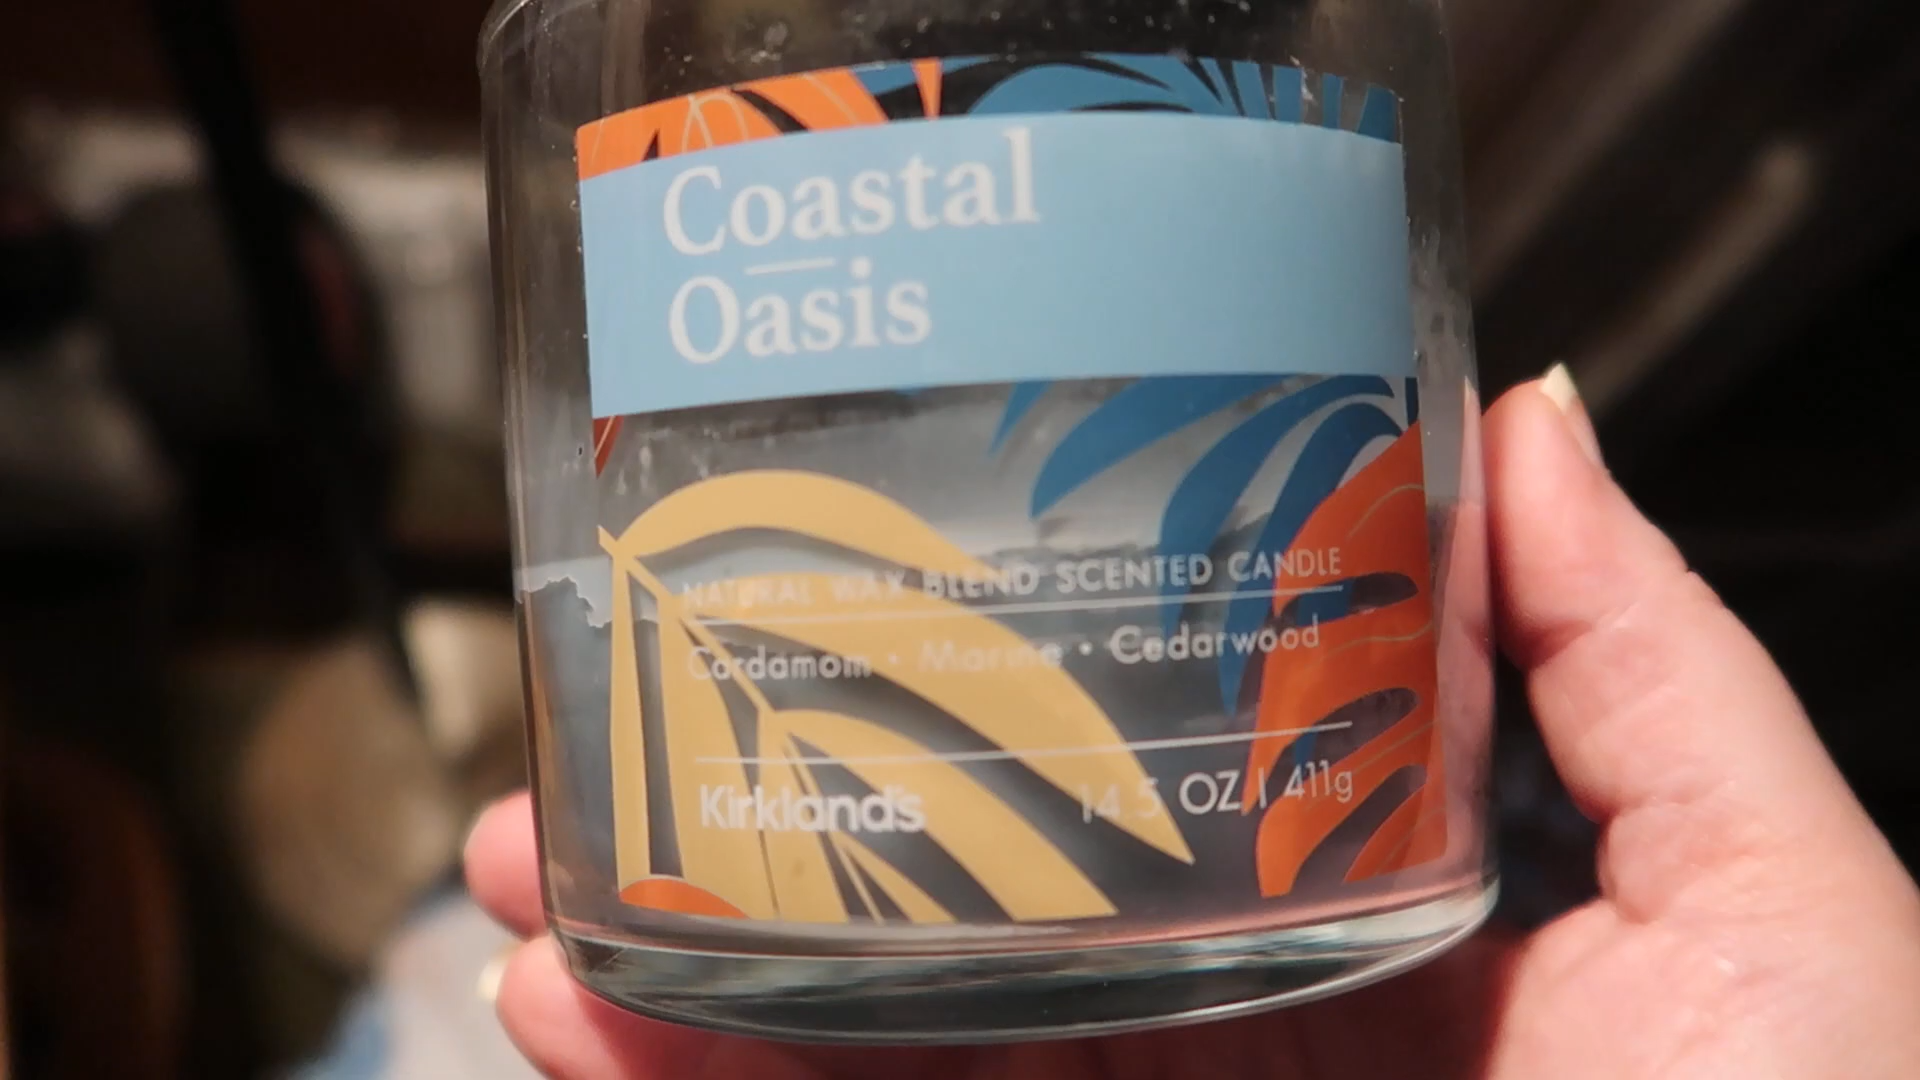 Coastal
Oasis
NATURAL WAX BLEND SCENTED CANDLE
Cardamom • Marine • Cedarwood
Kirkland's 14.5 OZ | 411g